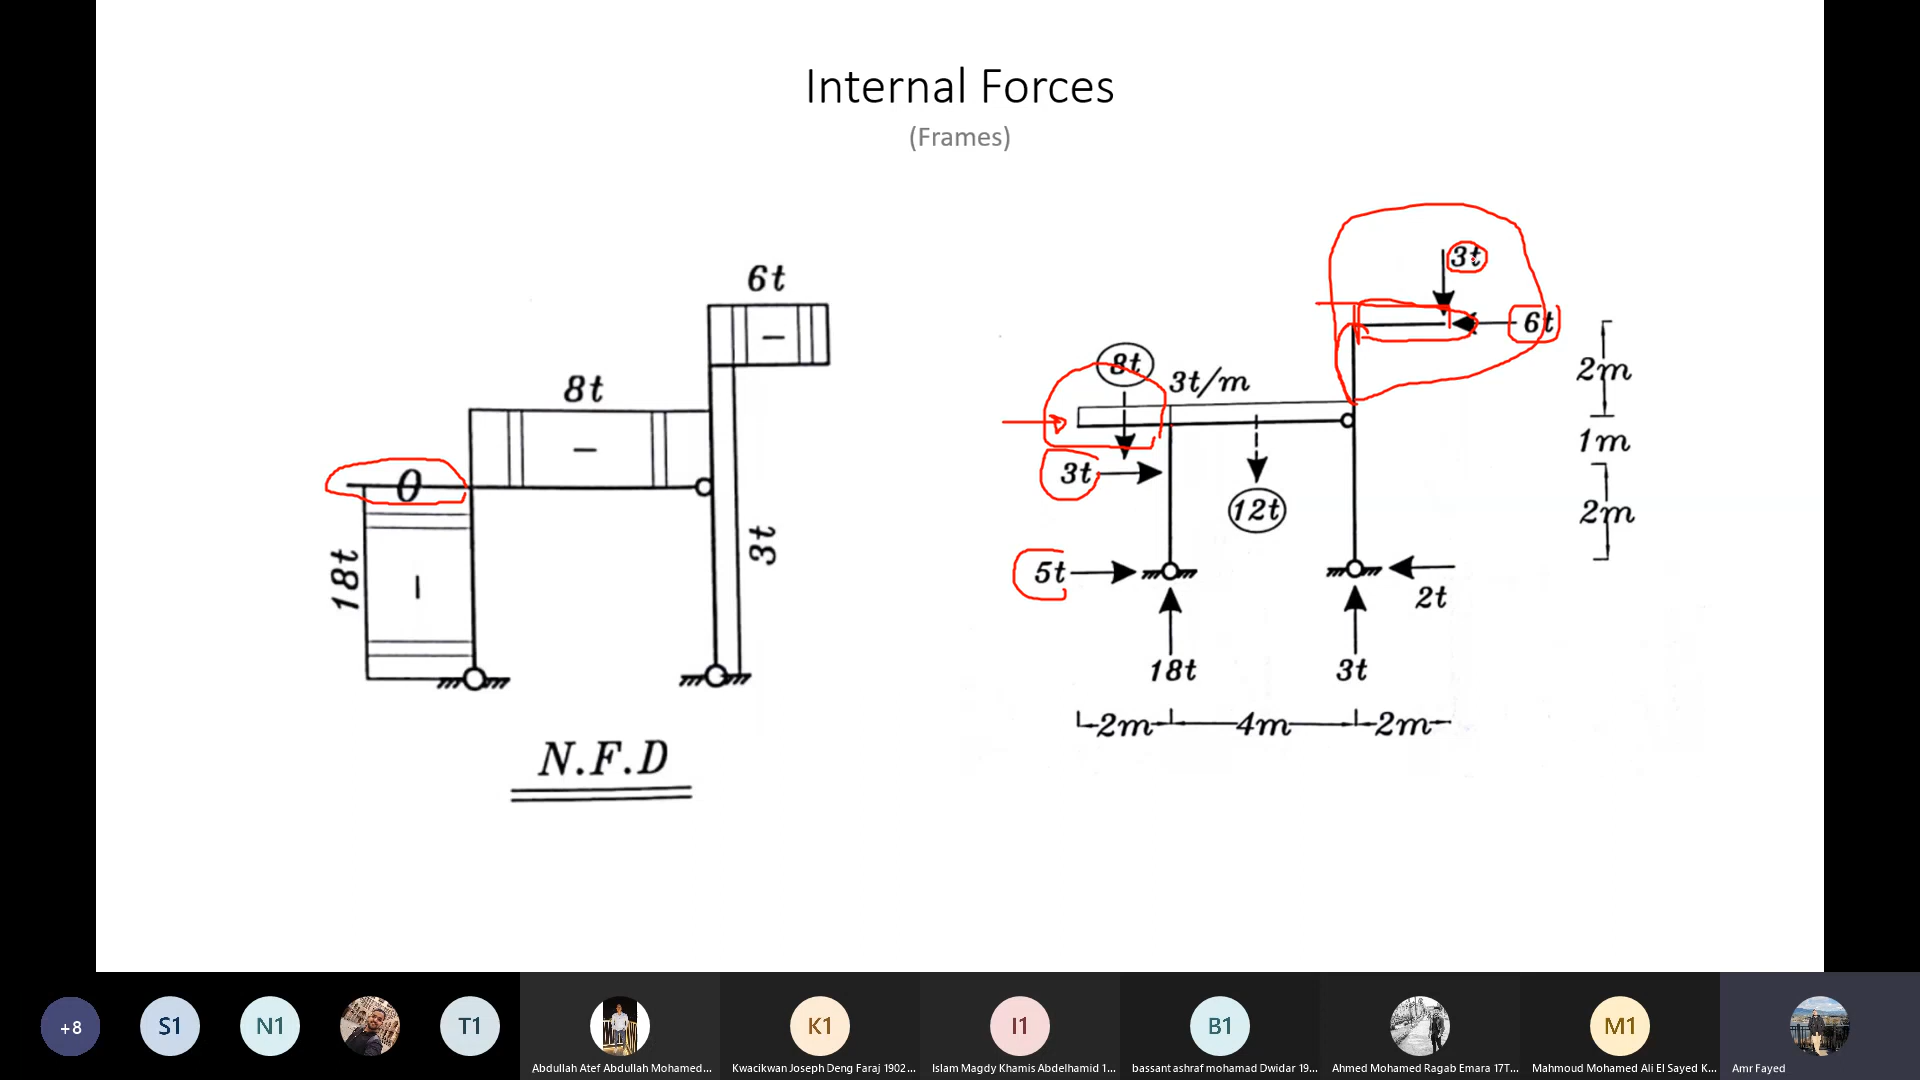 Internal Forces
(Frames)
6t
−
8t
−
0
18t
−
3t
N.F.D
3t
6t
8t
3t/m
3t
12t
5t
2t
18t
3t
2m
1m
2m
2m
4m
2m
+8
S1
N1
T1
K1
I1
B1
M1
Abdullah Atef Abdullah Mohamed...
Kwacikwan Joseph Deng Faraj 1902...
Islam Magdy Khamis Abdelhamid 1...
bassant ashraf mohamad Dwidar 19...
Ahmed Mohamed Ragab Emara 17T...
Mahmoud Mohamed Ali El Sayed K...
Amr Fayed